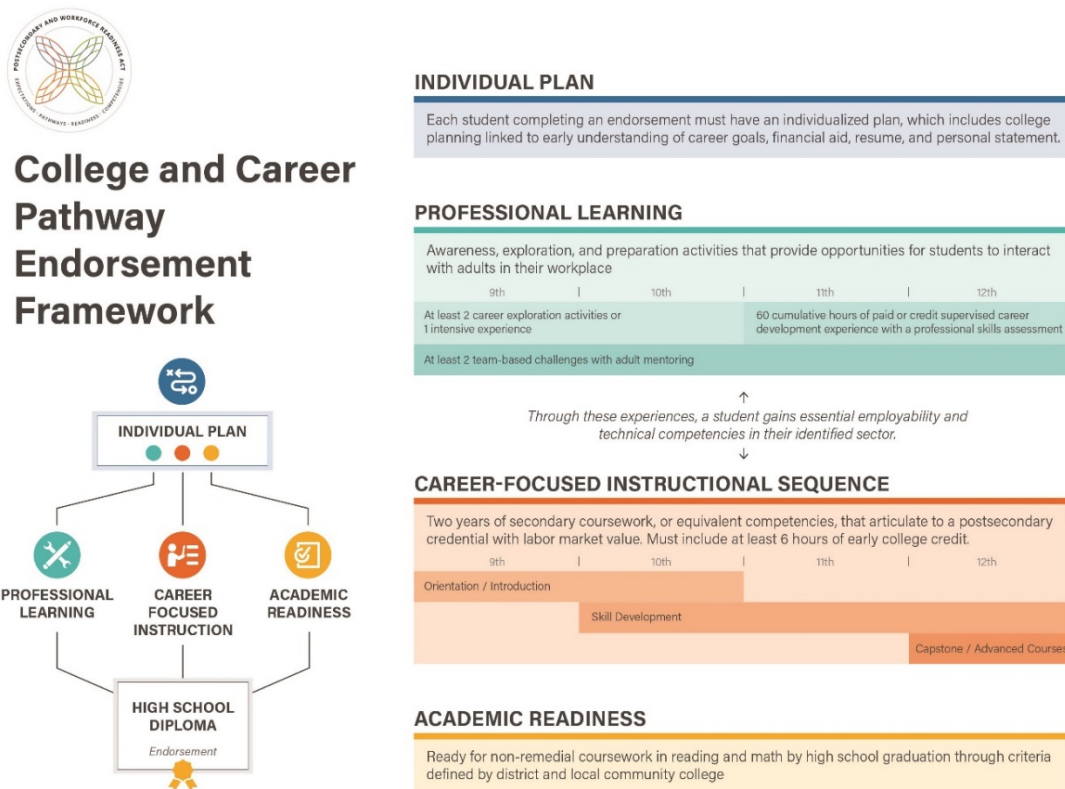 POSTSECONDARY AND WORKFORCE READINESS ACT
EXPECTATIONS · PATHWAYS · READINESS · COMPETENCIES
College and Career
Pathway
Endorsement
Framework
INDIVIDUAL PLAN
PROFESSIONAL
LEARNING
CAREER
FOCUSED
INSTRUCTION
ACADEMIC
READINESS
HIGH SCHOOL
DIPLOMA
Endorsement
INDIVIDUAL PLAN
Each student completing an endorsement must have an individualized plan, which includes college
planning linked to early understanding of career goals, financial aid, resume, and personal statement.
PROFESSIONAL LEARNING
Awareness, exploration, and preparation activities that provide opportunities for students to interact
with adults in their workplace
9th | 10th | 11th | 12th
At least 2 career exploration activities or
1 intensive experience
60 cumulative hours of paid or credit supervised career
development experience with a professional skills assessment
At least 2 team-based challenges with adult mentoring
Through these experiences, a student gains essential employability and
technical competencies in their identified sector.
CAREER-FOCUSED INSTRUCTIONAL SEQUENCE
Two years of secondary coursework, or equivalent competencies, that articulate to a postsecondary
credential with labor market value. Must include at least 6 hours of early college credit.
9th | 10th | 11th | 12th
Orientation / Introduction
Skill Development
Capstone / Advanced Courses
ACADEMIC READINESS
Ready for non-remedial coursework in reading and math by high school graduation through criteria
defined by district and local community college